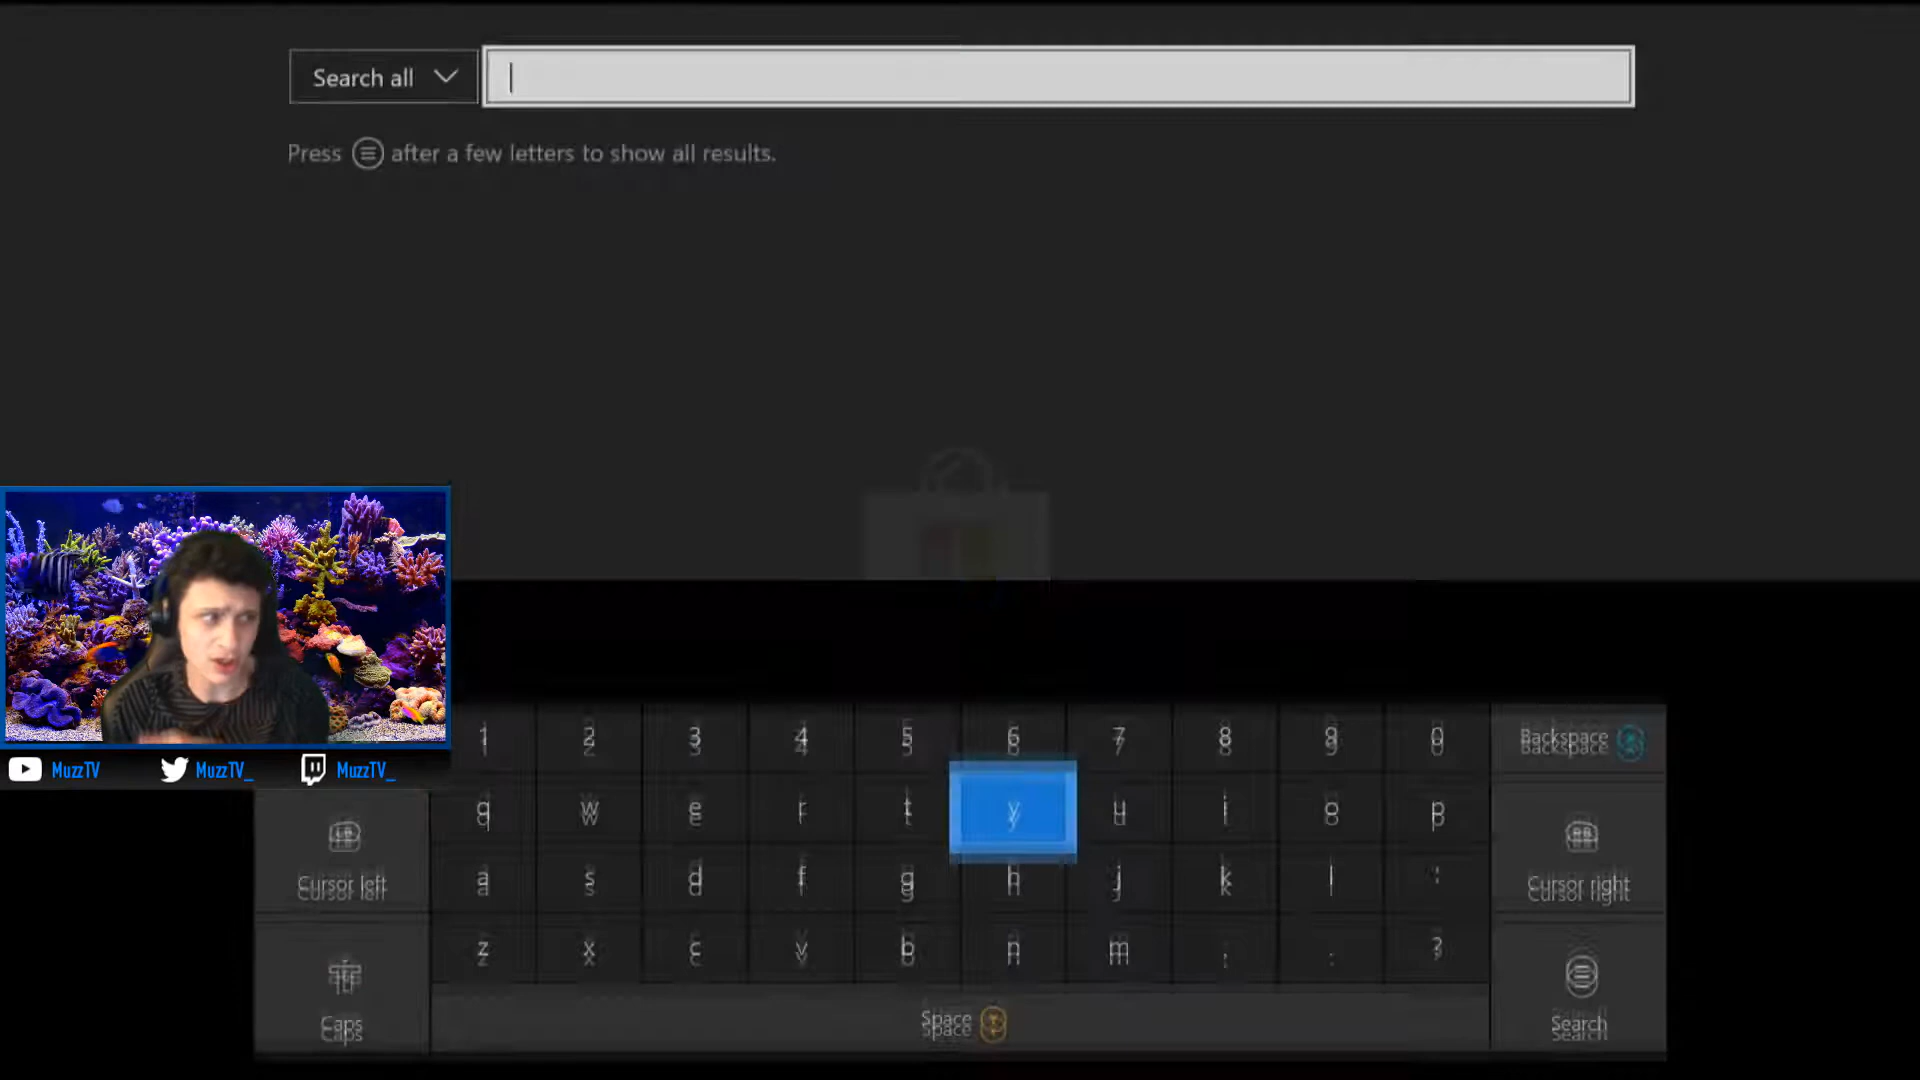 Search all
Press after a few letters to show all results.
MuzzTV MuzzTV_ MuzzTV_
1 2 3 4 5 6 7 8 9 0 Backspace
q w e r t y u i o p
Cursor left a s d f g h j k l ' Cursor right
z x c v b n m , . ?
Caps Space Search